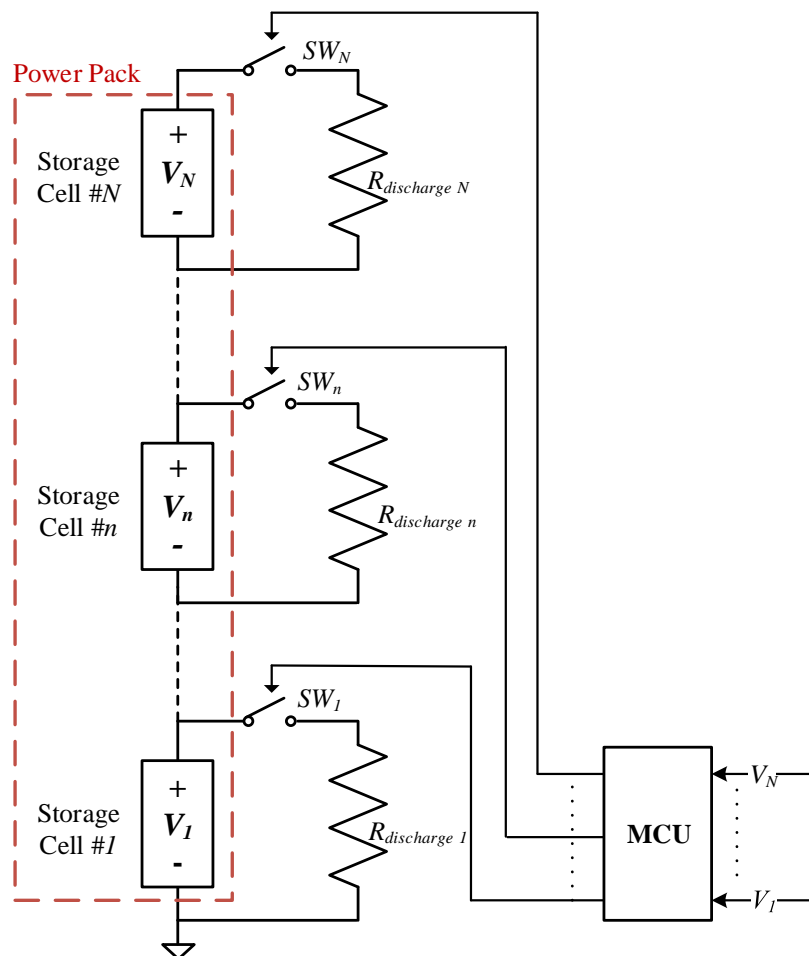 SW_N
Power Pack
+
V_N
-
Storage
Cell #N
R_discharge N
SW_n
+
V_n
-
Storage
Cell #n
R_discharge n
SW_1
+
V_1
-
Storage
Cell #1
R_discharge 1
MCU
V_N
V_1